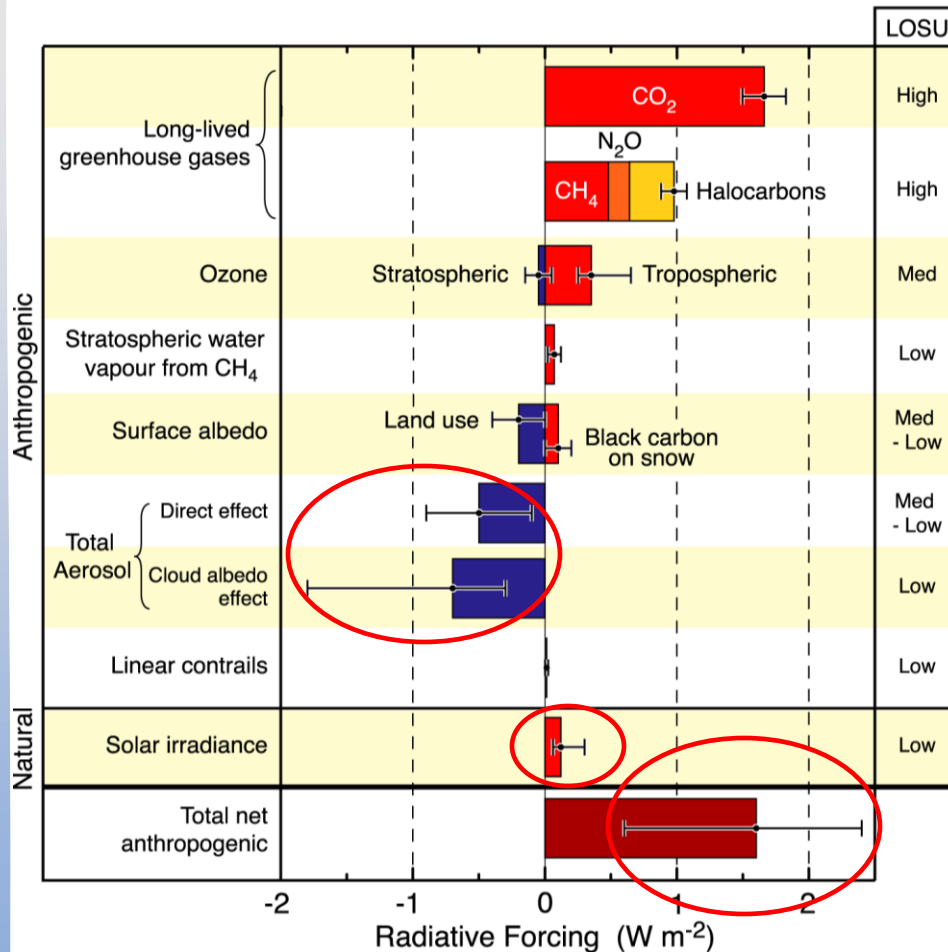 LOSU
Anthropogenic
Long-lived
greenhouse gases
CO₂
High
N₂O
CH₄
Halocarbons
High
Ozone
Stratospheric
Tropospheric
Med
Stratospheric water
vapour from CH₄
Low
Surface albedo
Land use
Black carbon
on snow
Med
- Low
Total
Aerosol
Direct effect
Med
- Low
Cloud albedo
effect
Low
Linear contrails
Low
Natural
Solar irradiance
Low
Total net
anthropogenic
-2 -1 0 1 2
Radiative Forcing (W m⁻²)